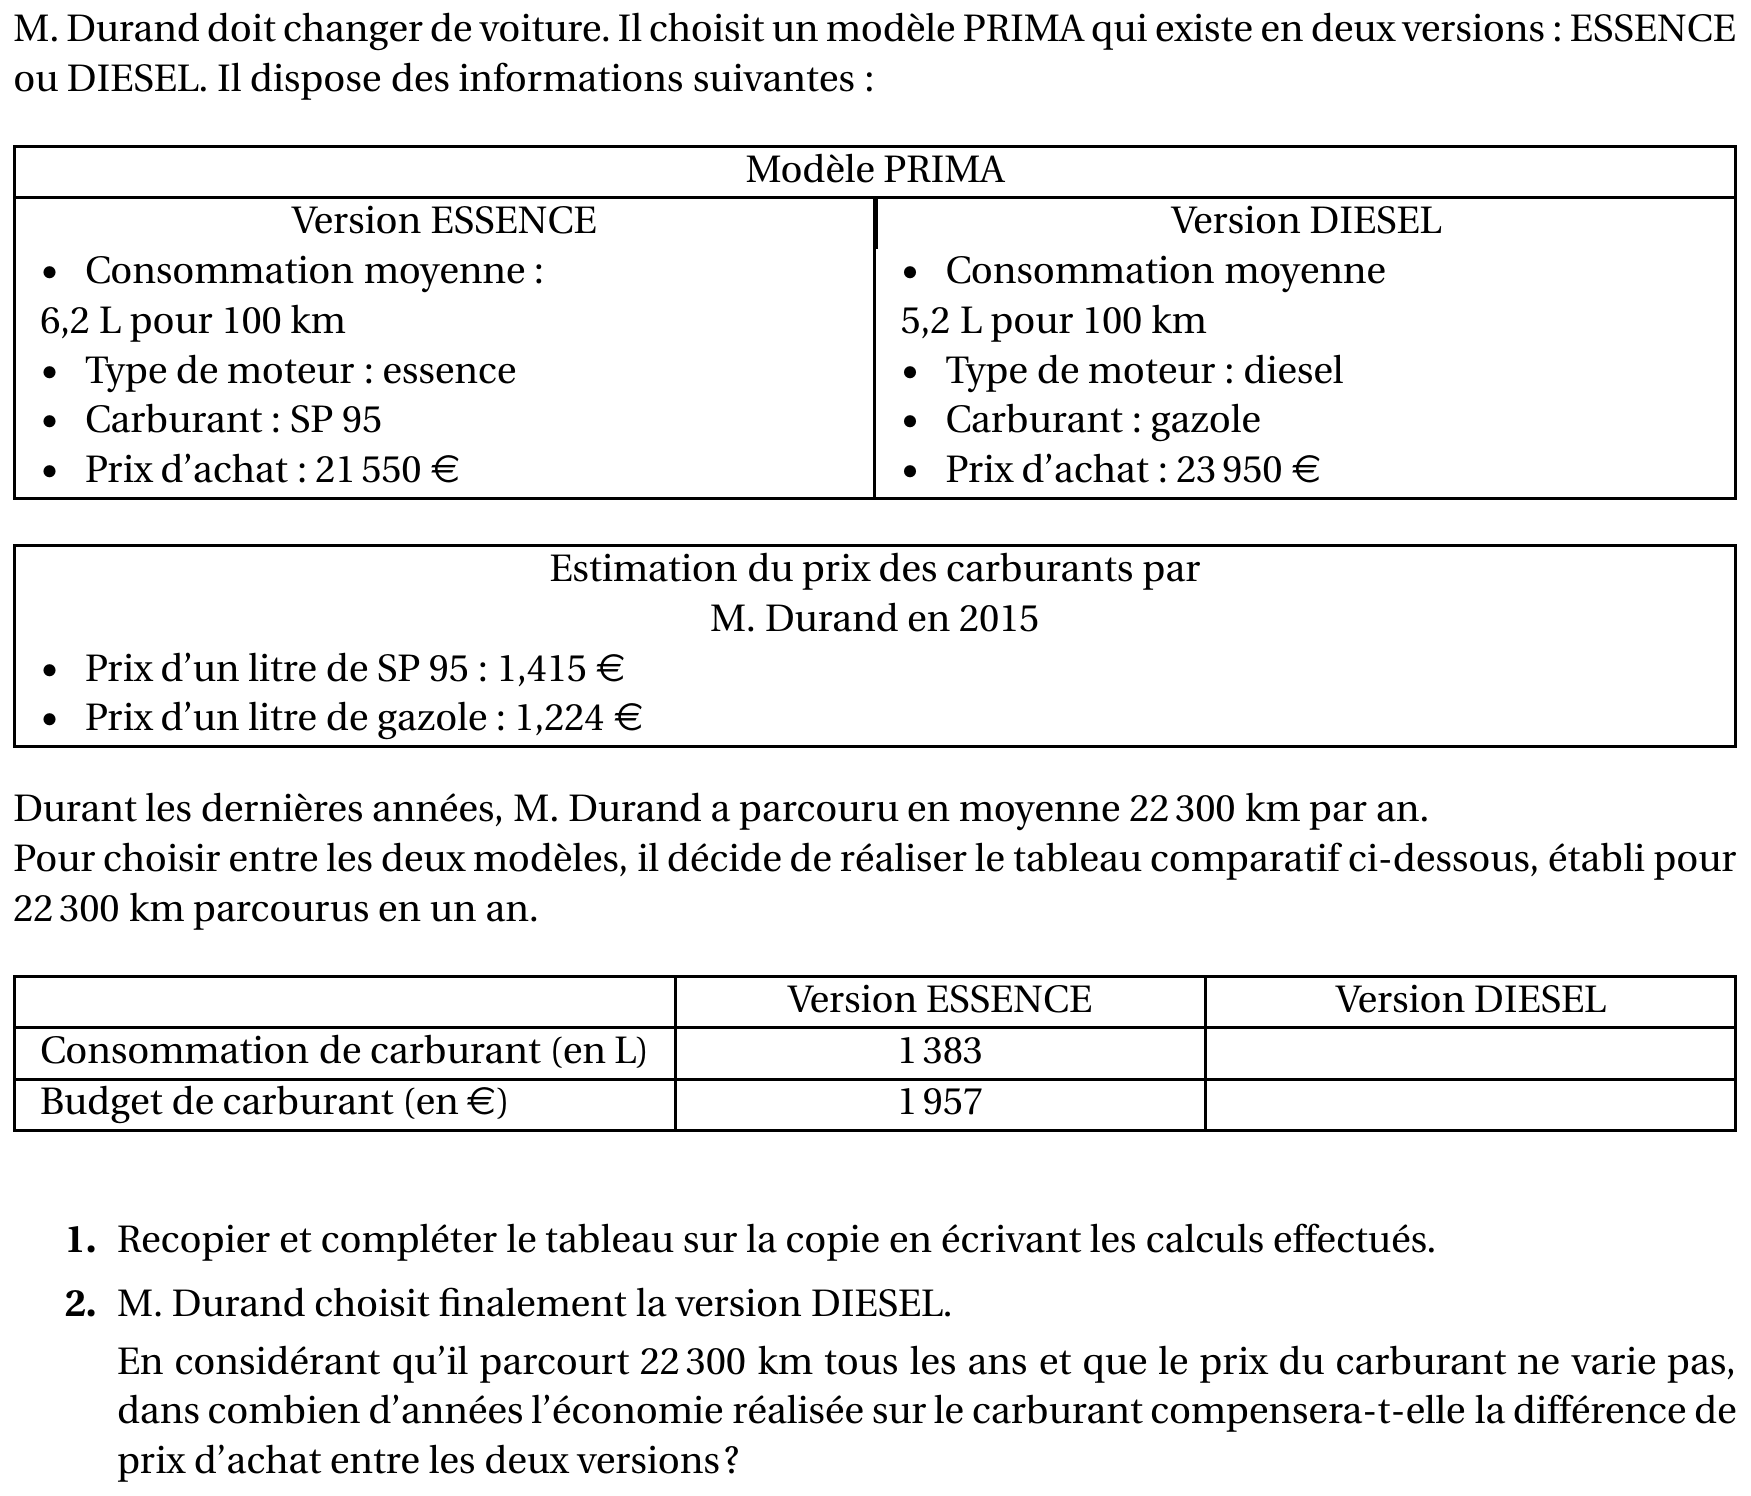 M. Durand doit changer de voiture. Il choisit un modèle PRIMA qui existe en deux versions : ESSENCE
ou DIESEL. Il dispose des informations suivantes :
Modèle PRIMA
Version ESSENCE
• Consommation moyenne :
6,2 L pour 100 km
• Type de moteur : essence
• Carburant : SP 95
• Prix d'achat : 21 550 €
Version DIESEL
• Consommation moyenne
5,2 L pour 100 km
• Type de moteur : diesel
• Carburant : gazole
• Prix d'achat : 23 950 €
Estimation du prix des carburants par
M. Durand en 2015
• Prix d'un litre de SP 95 : 1,415 €
• Prix d'un litre de gazole : 1,224 €
Durant les dernières années, M. Durand a parcouru en moyenne 22 300 km par an.
Pour choisir entre les deux modèles, il décide de réaliser le tableau comparatif ci-dessous, établi pour
22 300 km parcourus en un an.
Version ESSENCE Version DIESEL
Consommation de carburant (en L) 1 383
Budget de carburant (en €) 1 957
1. Recopier et compléter le tableau sur la copie en écrivant les calculs effectués.
2. M. Durand choisit finalement la version DIESEL.
En considérant qu'il parcourt 22 300 km tous les ans et que le prix du carburant ne varie pas,
dans combien d'années l'économie réalisée sur le carburant compensera-t-elle la différence de
prix d'achat entre les deux versions ?